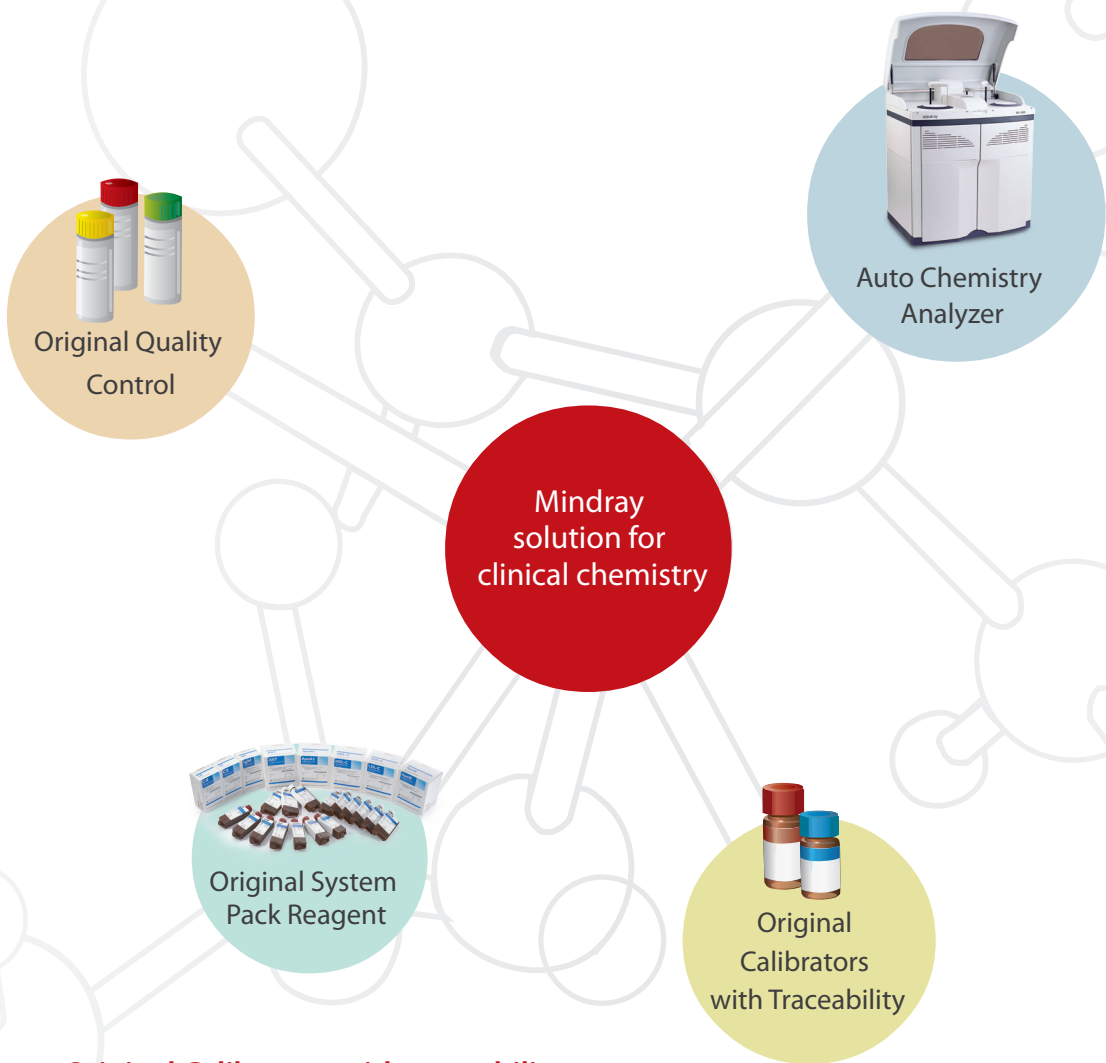 mindray
Auto Chemistry
Analyzer
Original Quality
Control
Mindray
solution for
clinical chemistry
Original System
Pack Reagent
Original
Calibrators
with Traceability